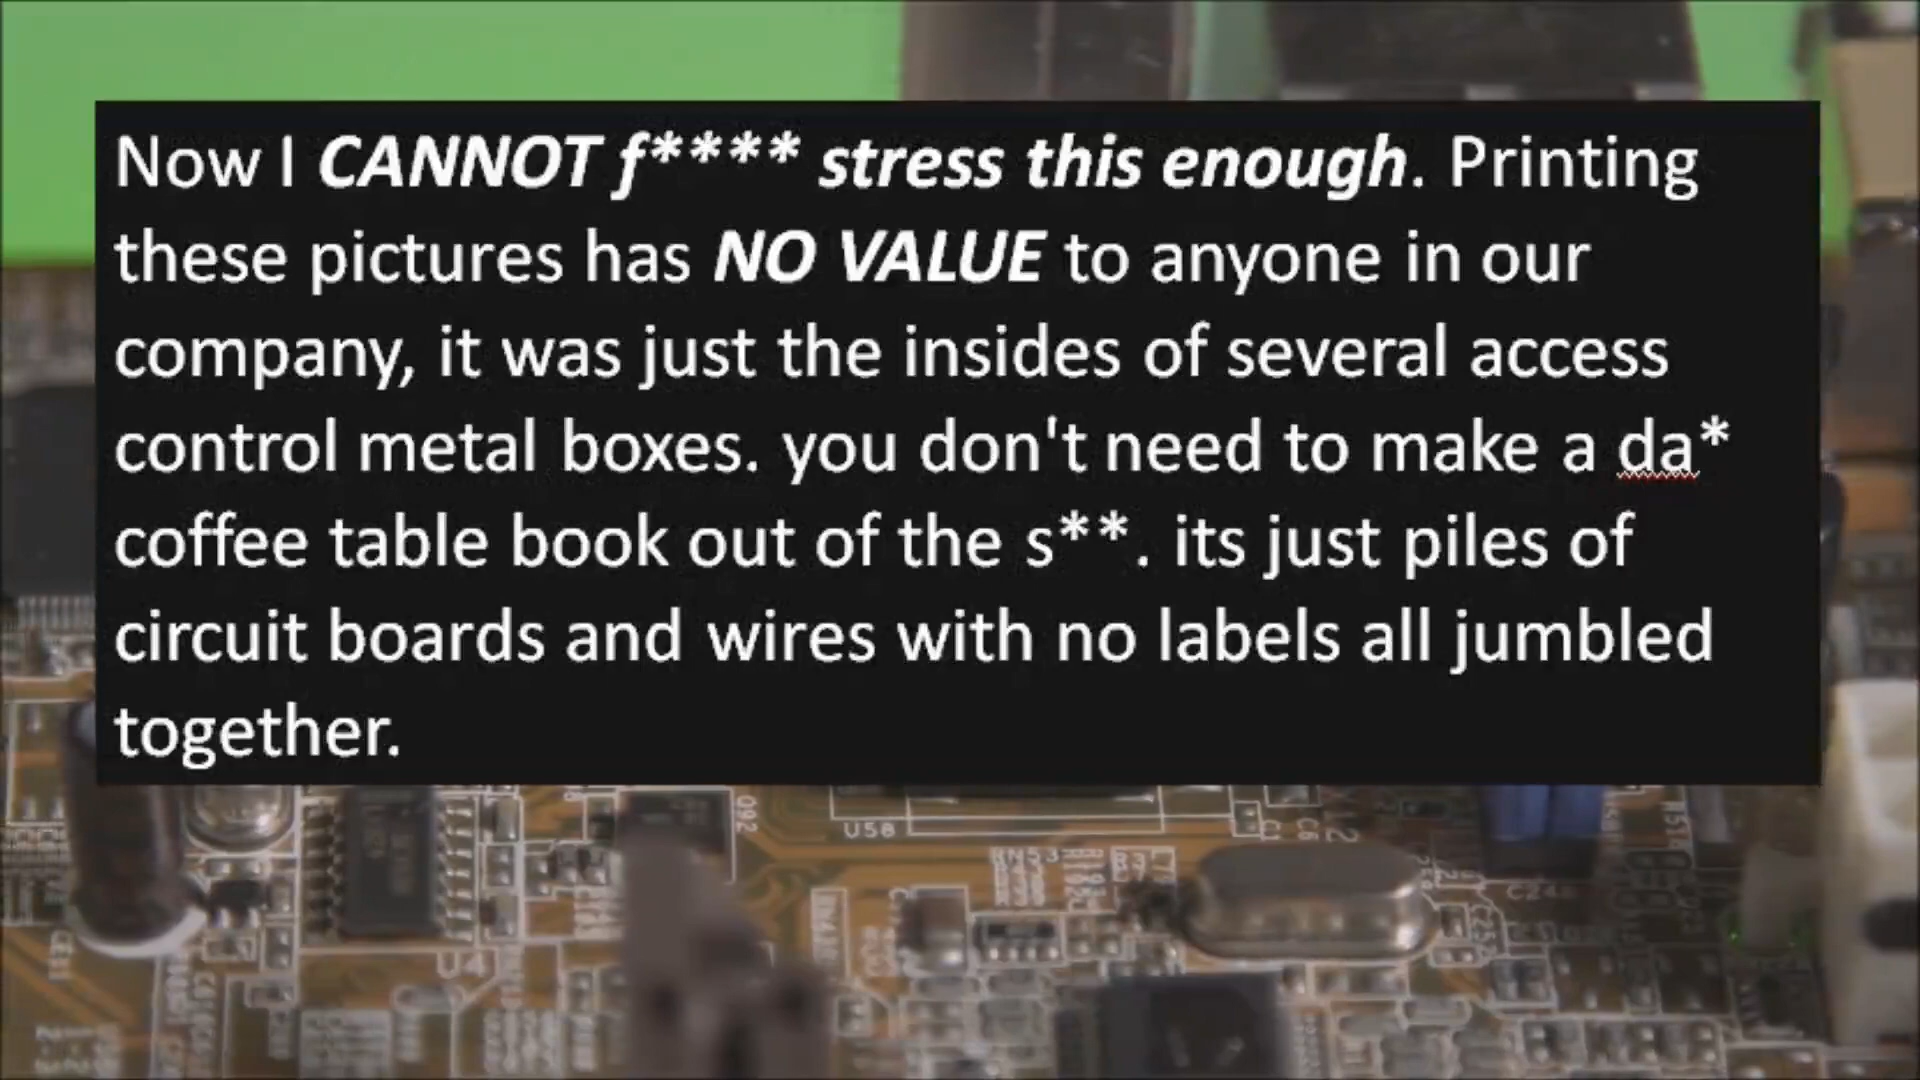 Now I CANNOT f**** stress this enough. Printing
these pictures has NO VALUE to anyone in our
company, it was just the insides of several access
control metal boxes. you don't need to make a da*
coffee table book out of the s**. its just piles of
circuit boards and wires with no labels all jumbled
together.
U58